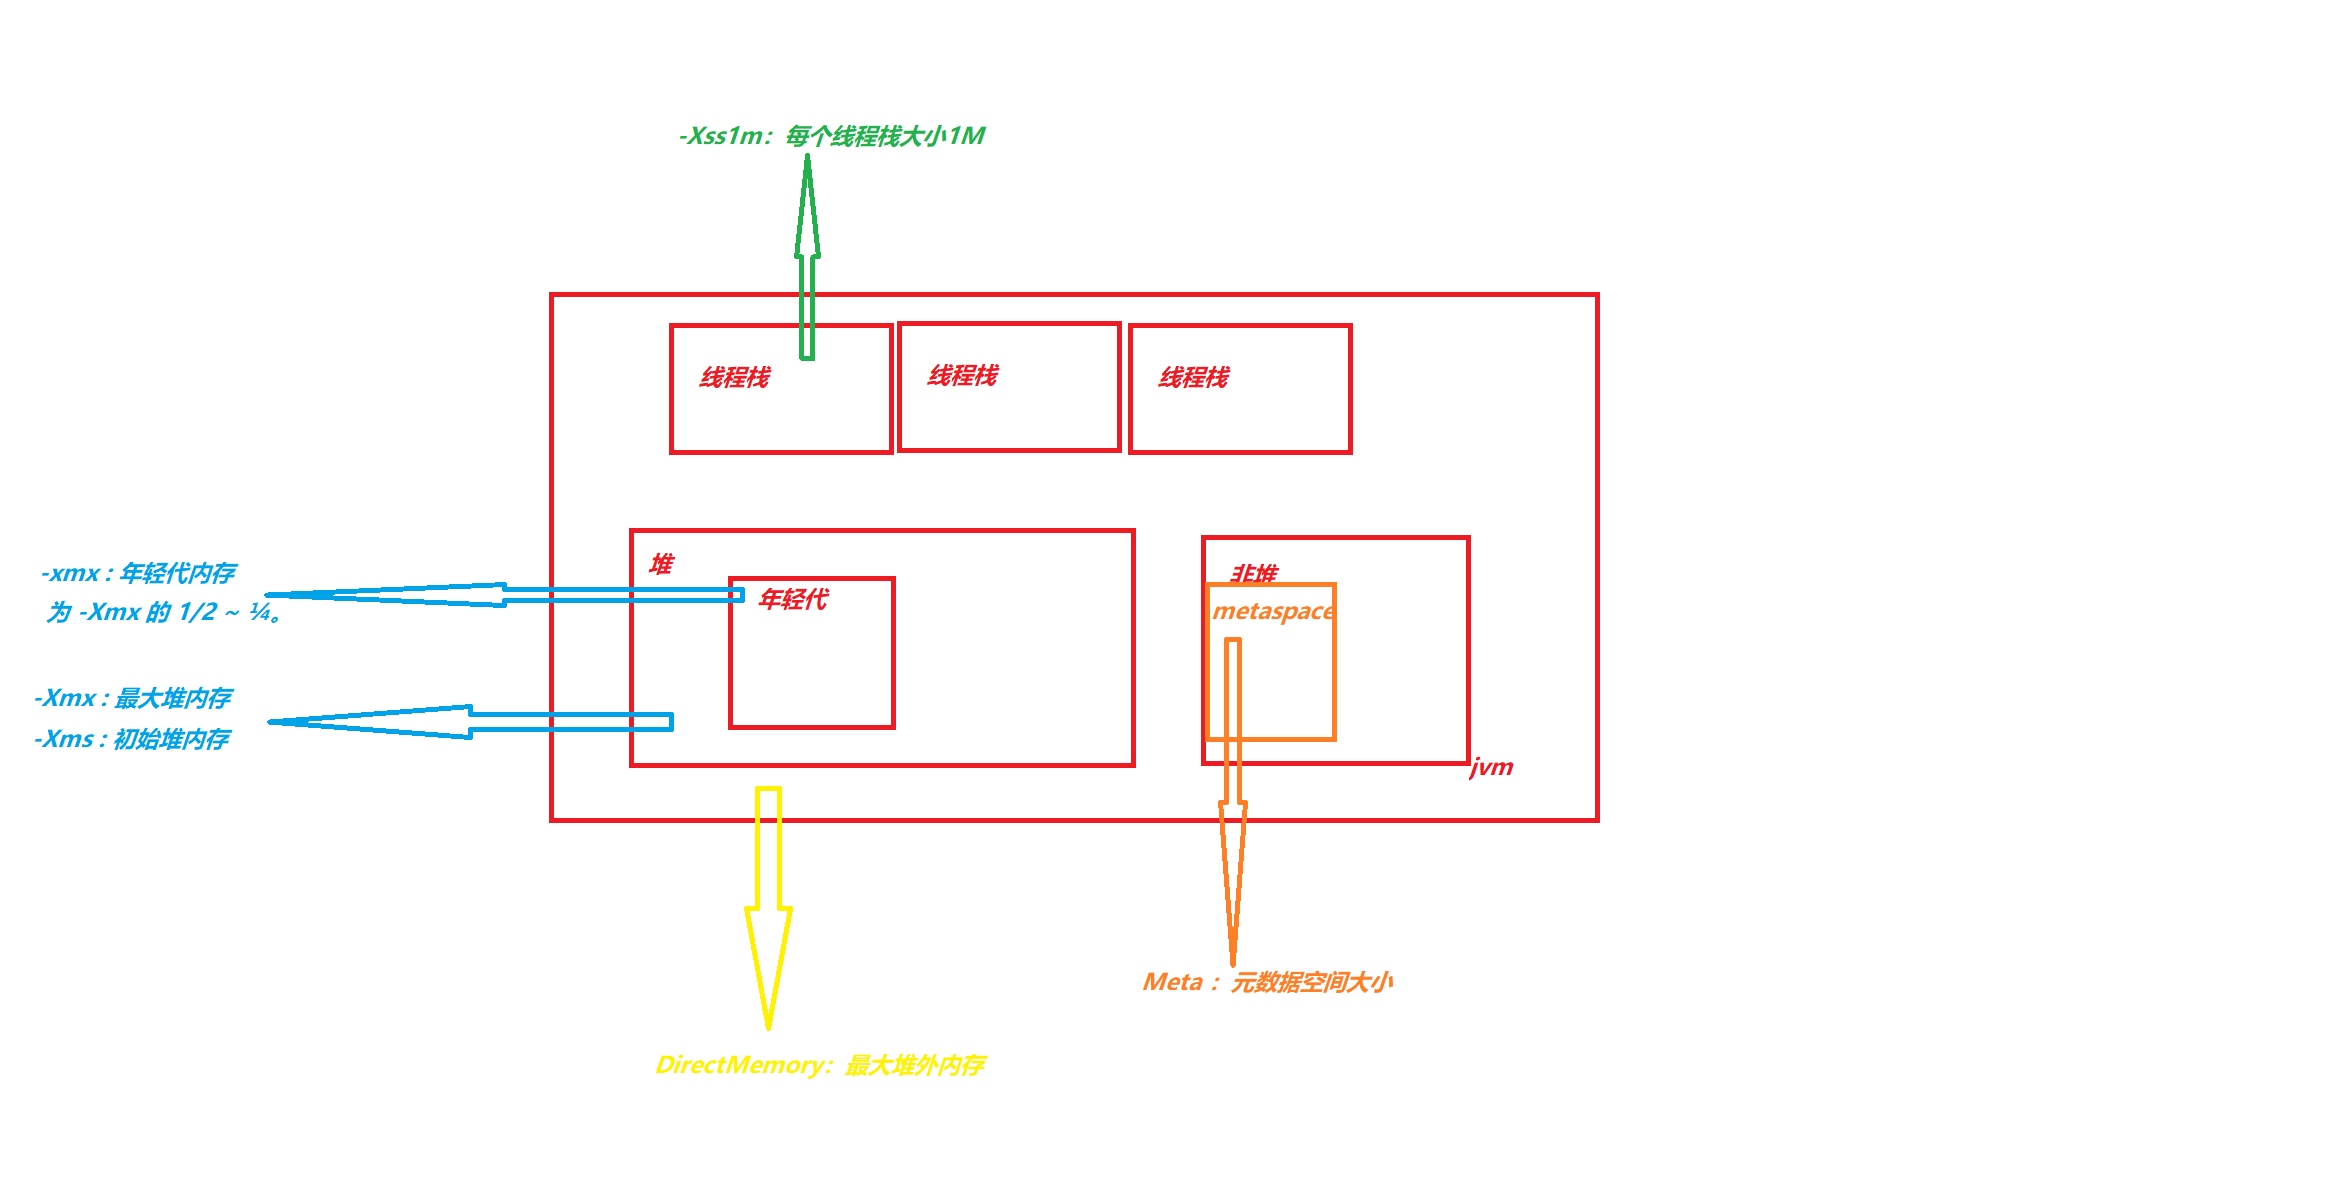 -Xss1m：每个线程栈大小1M
线程栈
线程栈
线程栈
堆
年轻代
非堆
metaspace
jvm
-xmx : 年轻代内存
为 -Xmx 的 1/2 ~ ¼。
-Xmx : 最大堆内存
-Xms : 初始堆内存
Meta ：元数据空间大小
DirectMemory：最大堆外内存